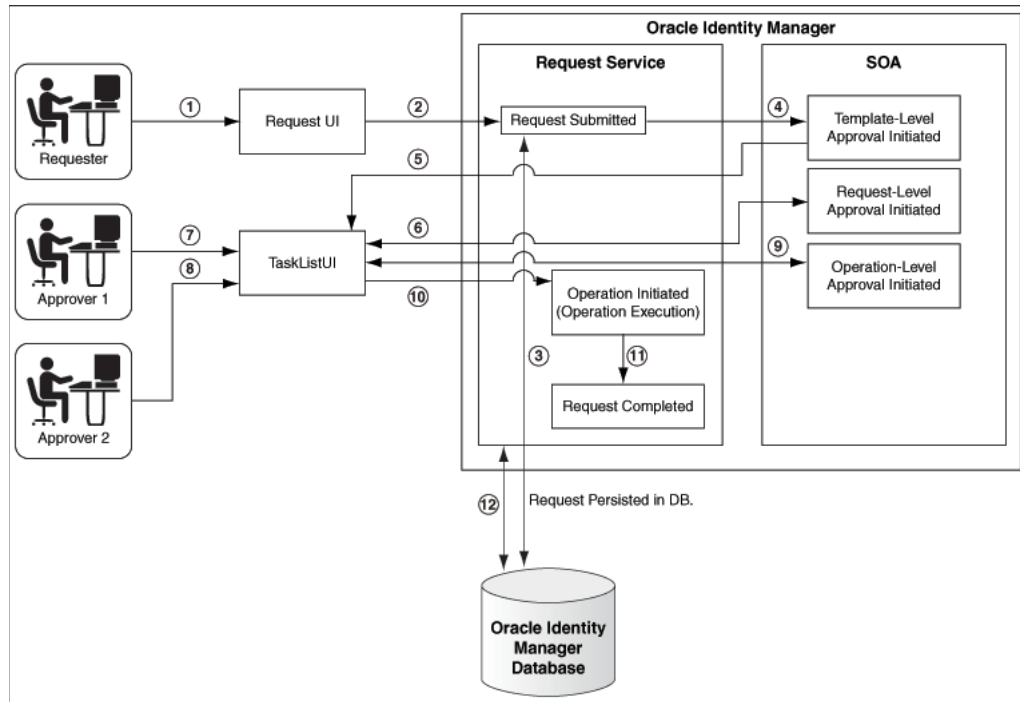 Oracle Identity Manager
Request Service
SOA
Requester
①
Request UI
②
Request Submitted
④
Template-Level
Approval Initiated
⑤
Request-Level
Approval Initiated
Approver 1
⑦
TaskListUI
⑥
⑨
Operation-Level
Approval Initiated
⑧
⑩
Operation Initiated
(Operation Execution)
③
⑪
Approver 2
Request Completed
⑫
Request Persisted in DB.
Oracle Identity
Manager
Database